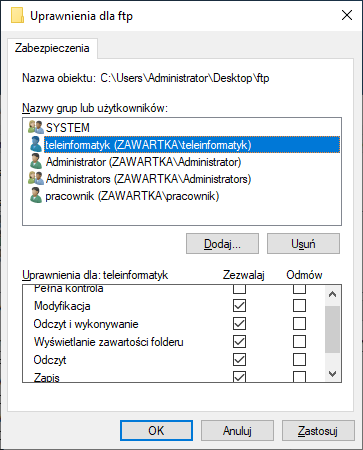 Uprawnienia dla ftp
Zabezpieczenia
Nazwa obiektu: C:\Users\Administrator\Desktop\ftp
Nazwy grup lub użytkowników:
SYSTEM
teleinformatyk (ZAWARTKA\teleinformatyk)
Administrator (ZAWARTKA\Administrator)
Administrators (ZAWARTKA\Administrators)
pracownik (ZAWARTKA\pracownik)
Dodaj... Usuń
Uprawnienia dla: teleinformatyk Zezwalaj Odmów
Pełna kontrola
Modyfikacja
Odczyt i wykonywanie
Wyświetlanie zawartości folderu
Odczyt
Zapis
OK Anuluj Zastosuj